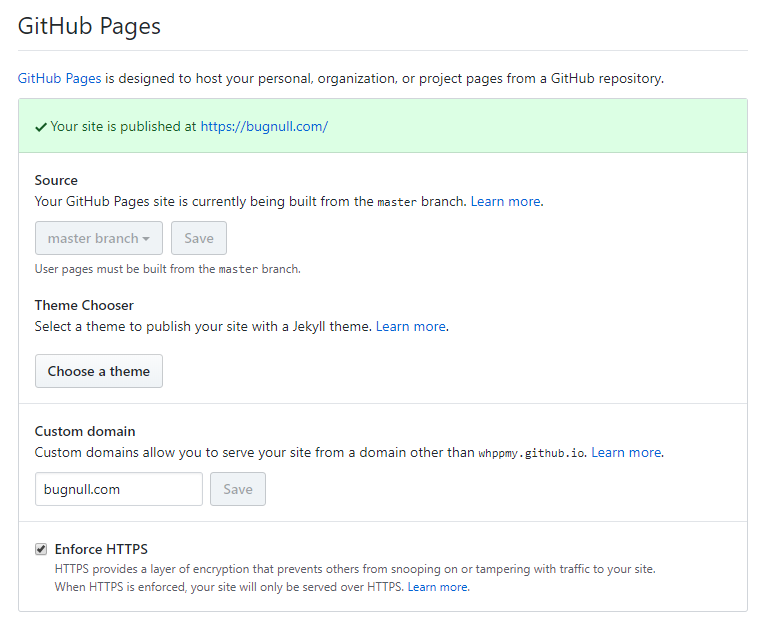 GitHub Pages
GitHub Pages is designed to host your personal, organization, or project pages from a GitHub repository.
Your site is published at https://bugnull.com/
Source
Your GitHub Pages site is currently being built from the master branch. Learn more.
master branch Save
User pages must be built from the master branch.
Theme Chooser
Select a theme to publish your site with a Jekyll theme. Learn more.
Choose a theme
Custom domain
Custom domains allow you to serve your site from a domain other than whppmy.github.io. Learn more.
bugnull.com Save
Enforce HTTPS
HTTPS provides a layer of encryption that prevents others from snooping on or tampering with traffic to your site.
When HTTPS is enforced, your site will only be served over HTTPS. Learn more.